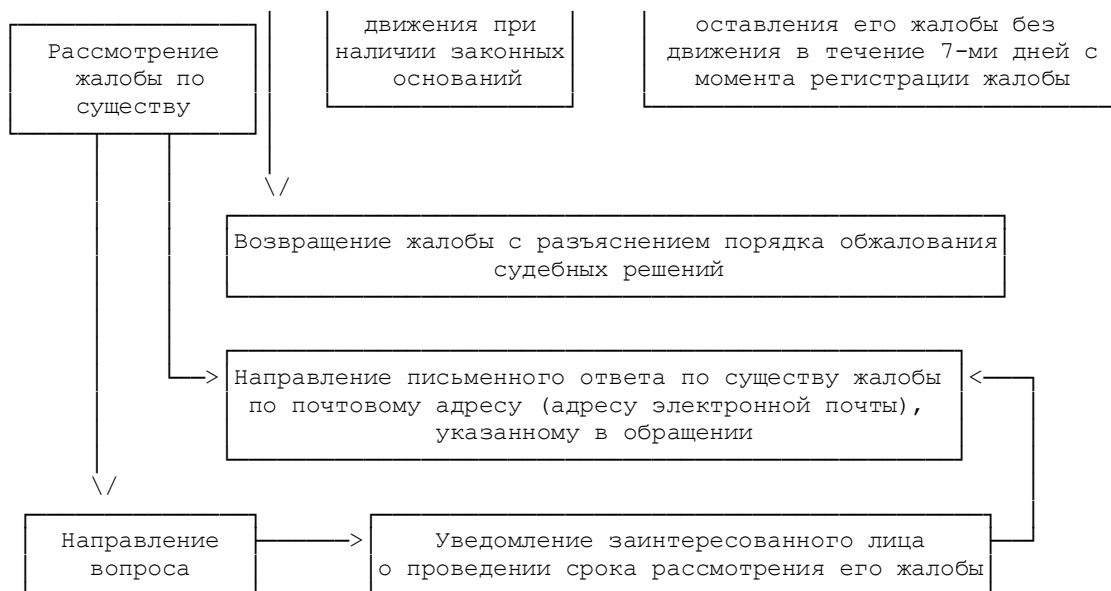 Рассмотрение
жалобы по
существу
движения при
наличии законных
оснований
оставления его жалобы без
движения в течение 7-ми дней с
момента регистрации жалобы
Возвращение жалобы с разъяснением порядка обжалования
судебных решений
Направление письменного ответа по существу жалобы
по почтовому адресу (адресу электронной почты),
указанному в обращении
Направление
вопроса
Уведомление заинтересованного лица
о проведении срока рассмотрения его жалобы